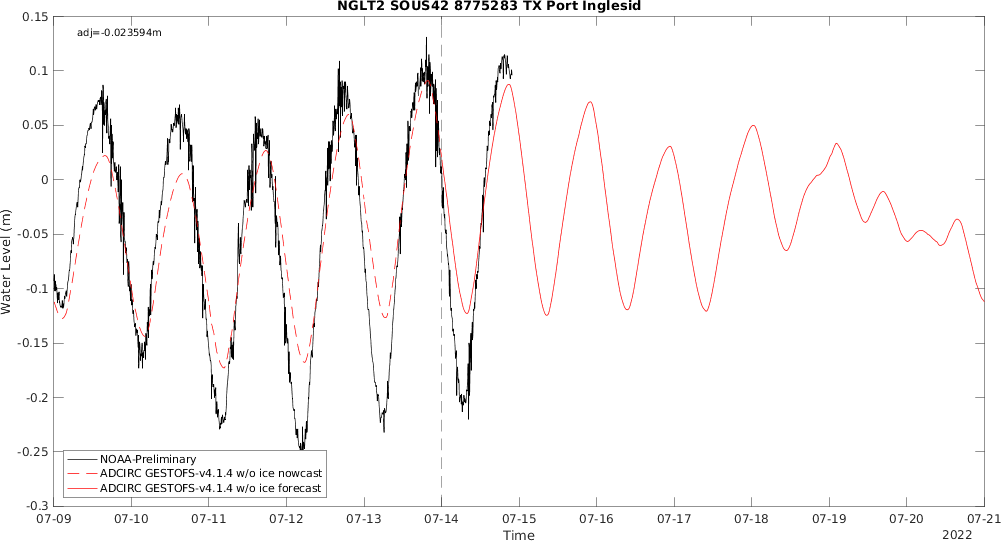 NGLT2 SOUS42 8775283 TX Port Inglesid
adj=-0.023594m
0.15
0.1
0.05
0
-0.05
-0.1
-0.15
-0.2
-0.25
-0.3
Water Level (m)
NOAA-Preliminary
ADCIRC GESTOFS-v4.1.4 w/o ice nowcast
ADCIRC GESTOFS-v4.1.4 w/o ice forecast
07-09 07-10 07-11 07-12 07-13 07-14 07-15 07-16 07-17 07-18 07-19 07-20 07-21
Time
2022